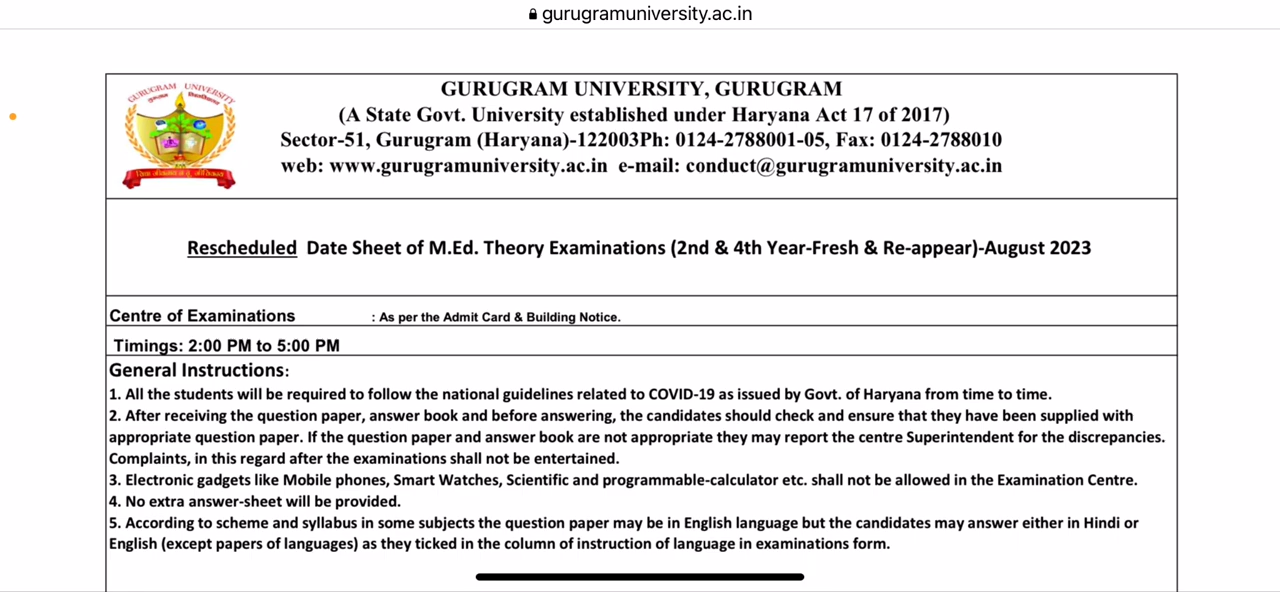 gurugramuniversity.ac.in
GURUGRAM UNIVERSITY
GURUGRAM UNIVERSITY, GURUGRAM
(A State Govt. University established under Haryana Act 17 of 2017)
Sector-51, Gurugram (Haryana)-122003Ph: 0124-2788001-05, Fax: 0124-2788010
web: www.gurugramuniversity.ac.in  e-mail: conduct@gurugramuniversity.ac.in
Rescheduled Date Sheet of M.Ed. Theory Examinations (2nd & 4th Year-Fresh & Re-appear)-August 2023
Centre of Examinations : As per the Admit Card & Building Notice.
Timings: 2:00 PM to 5:00 PM
General Instructions:
1. All the students will be required to follow the national guidelines related to COVID-19 as issued by Govt. of Haryana from time to time.
2. After receiving the question paper, answer book and before answering, the candidates should check and ensure that they have been supplied with
appropriate question paper. If the question paper and answer book are not appropriate they may report the centre Superintendent for the discrepancies.
Complaints, in this regard after the examinations shall not be entertained.
3. Electronic gadgets like Mobile phones, Smart Watches, Scientific and programmable-calculator etc. shall not be allowed in the Examination Centre.
4. No extra answer-sheet will be provided.
5. According to scheme and syllabus in some subjects the question paper may be in English language but the candidates may answer either in Hindi or
English (except papers of languages) as they ticked in the column of instruction of language in examinations form.